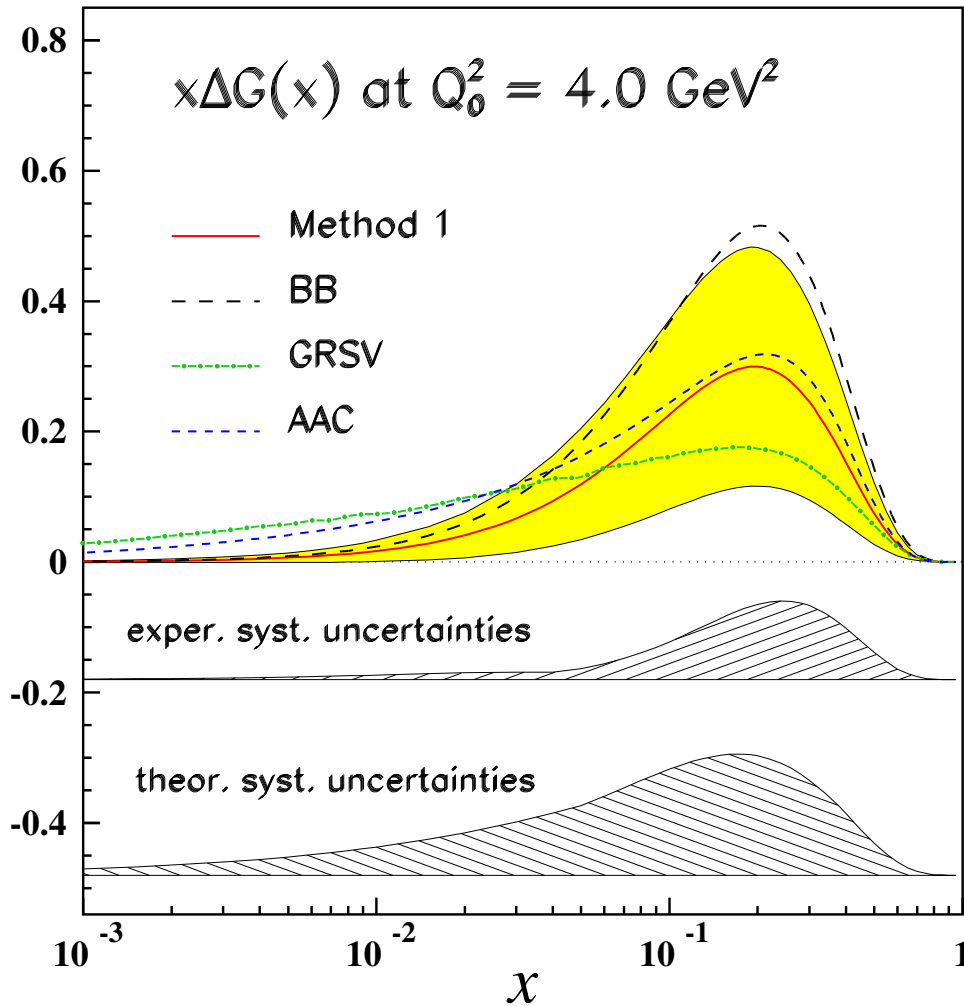 xΔG(x) at Q₀² = 4.0 GeV²
0.8
0.6
0.4
0.2
0
-0.2
-0.4
Method 1
BB
GRSV
AAC
exper. syst. uncertainties
theor. syst. uncertainties
10⁻³
10⁻²
10⁻¹
1
x